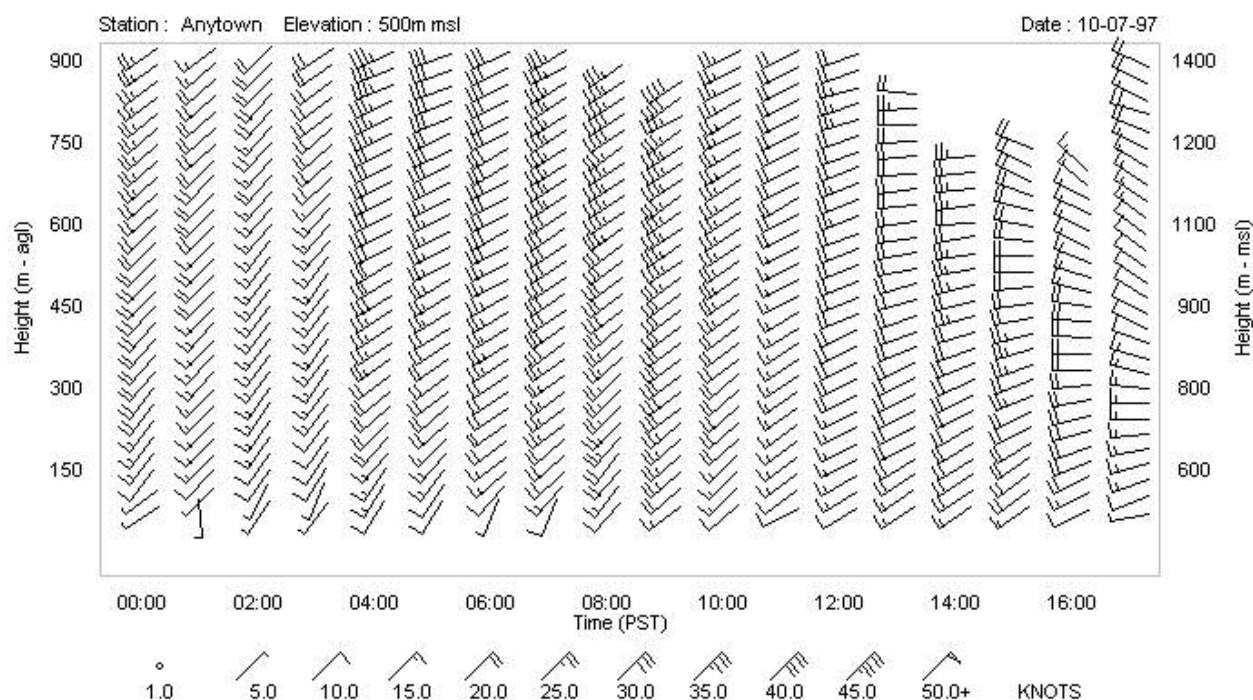 Station : Anytown Elevation : 500m msl Date : 10-07-97
900 1400
750 1200
600 1100
450 900
300 800
150 600
Height (m - agl)
Height (m - msl)
00:00 02:00 04:00 06:00 08:00 10:00 12:00 14:00 16:00
Time (PST)
1.0 5.0 10.0 15.0 20.0 25.0 30.0 35.0 40.0 45.0 50.0+ KNOTS